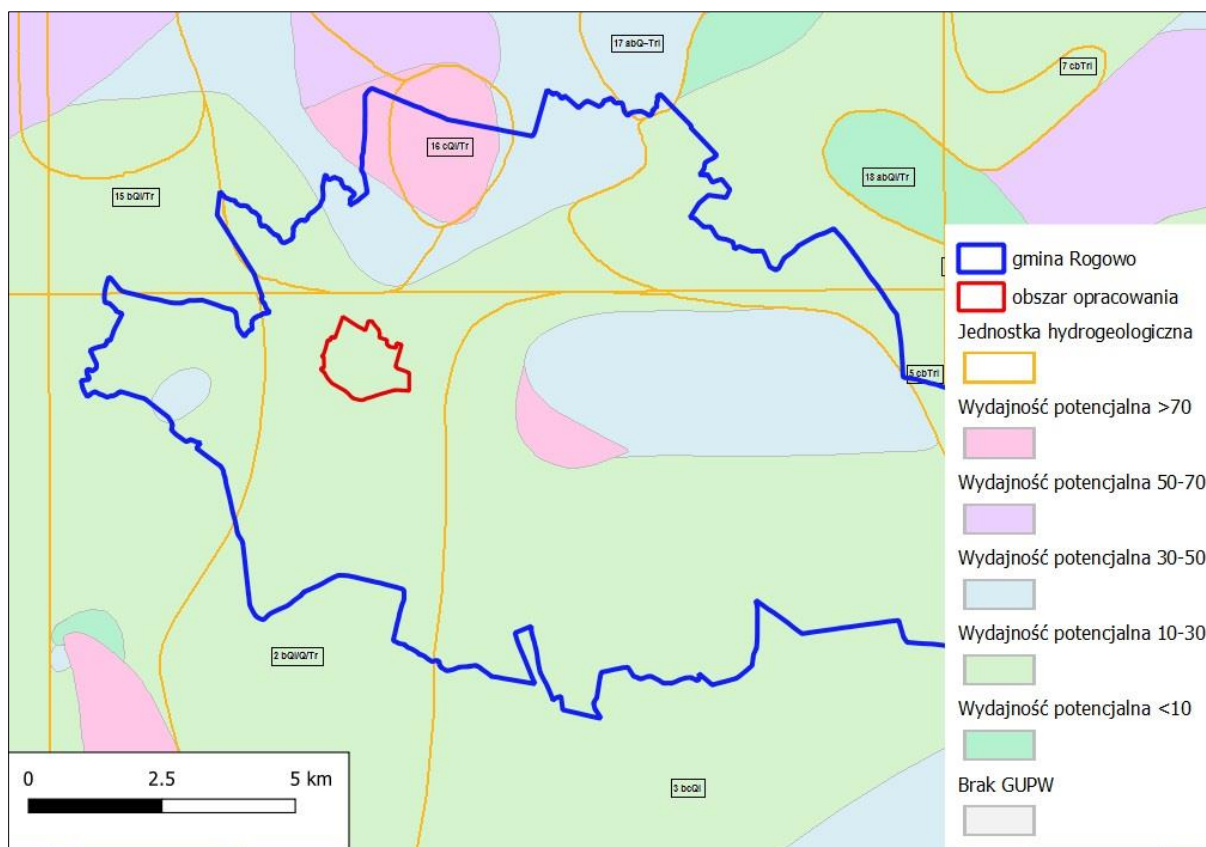 17 abQ–TrI
7 cbTrI
16 cQI/Tr
18 abQI/Tr
15 bQI/Tr
gmina Rogowo
obszar opracowania
Jednostka hydrogeologiczna
5 cbTrI
Wydajność potencjalna >70
Wydajność potencjalna 50-70
Wydajność potencjalna 30-50
Wydajność potencjalna 10-30
2 bQI/Q/Tr
Wydajność potencjalna <10
3 bcQI
Brak GUPW
0 2.5 5 km